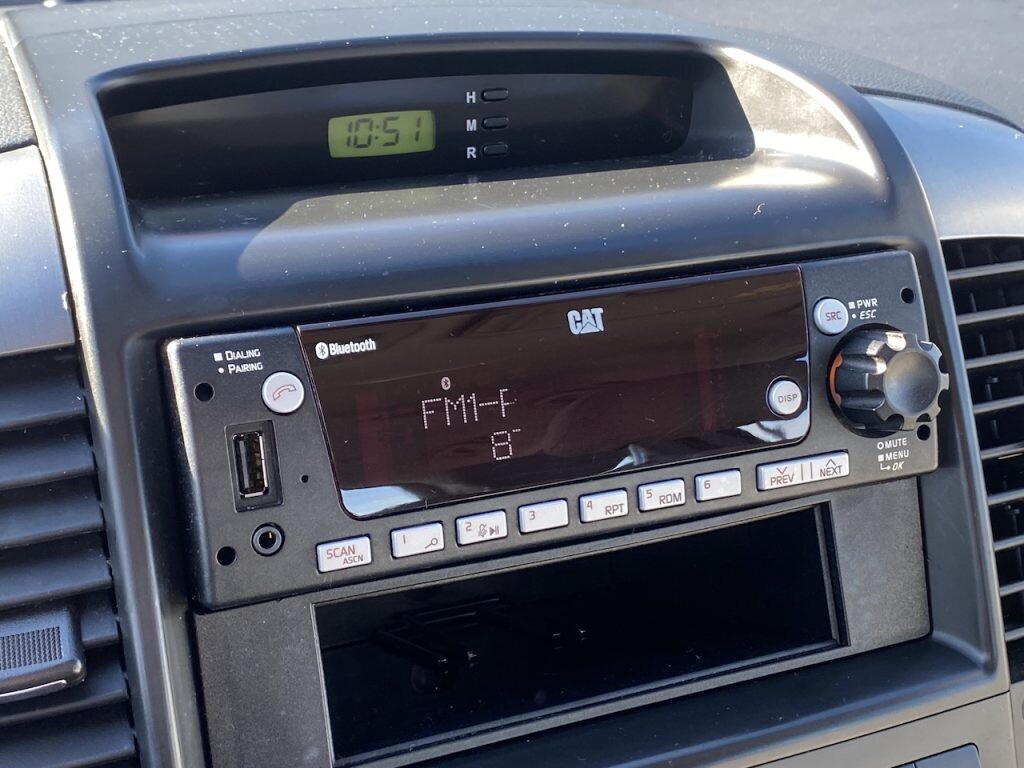 10:51
H
M
R
CAT
Bluetooth
DIALING
PAIRING
SRC
PWR
ESC
FM1-P
8
DISP
MUTE
MENU
OK
SCAN
ASCN
1
2
3
4 RPT
5 RDM
6
PREV
NEXT